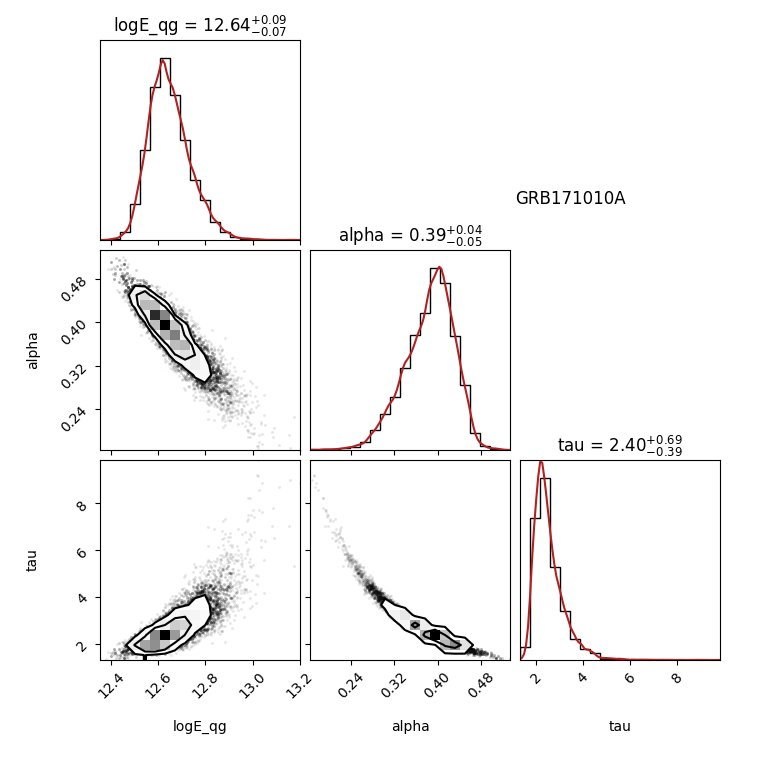 logE_qg = 12.64+0.09−0.07
GRB171010A
alpha = 0.39+0.04−0.05
0.48
0.40
0.32
0.24
alpha
tau = 2.40+0.69−0.39
8
6
4
2
tau
12.4 12.6 12.8 13.0 13.2
0.24 0.32 0.40 0.48
2 4 6 8
logE_qg alpha tau